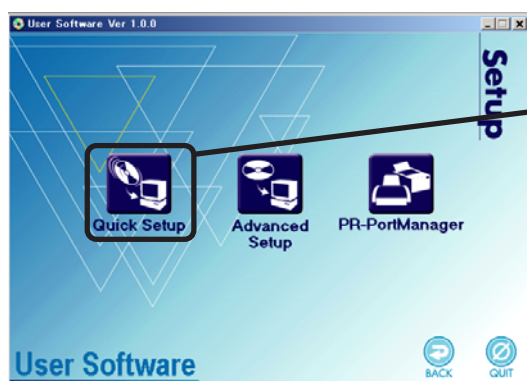 User Software Ver 1.0.0
Setup
Quick Setup
Advanced
Setup
PR-PortManager
User Software
BACK
QUIT